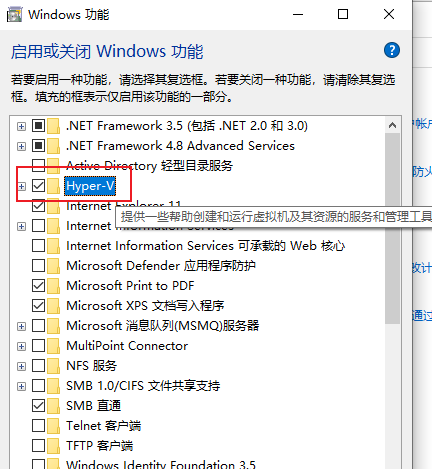 Windows 功能
启用或关闭 Windows 功能
若要启用一种功能，请选择其复选框。若要关闭一种功能，请清除其复选
框。填充的框表示仅启用该功能的一部分。
.NET Framework 3.5 (包括 .NET 2.0 和 3.0)
.NET Framework 4.8 Advanced Services
Active Directory 轻型目录服务
Hyper-V
Internet Explorer 11
提供一些帮助创建和运行虚拟机及其资源的服务和管理工具
Internet Information Services
Internet Information Services 可承载的 Web 核心
Microsoft Defender 应用程序防护
Microsoft Print to PDF
Microsoft XPS 文档写入程序
Microsoft 消息队列(MSMQ)服务器
MultiPoint Connector
NFS 服务
SMB 1.0/CIFS 文件共享支持
SMB 直通
Telnet 客户端
TFTP 客户端
Windows Identity Foundation 3.5
帐户
防火
改计
通过